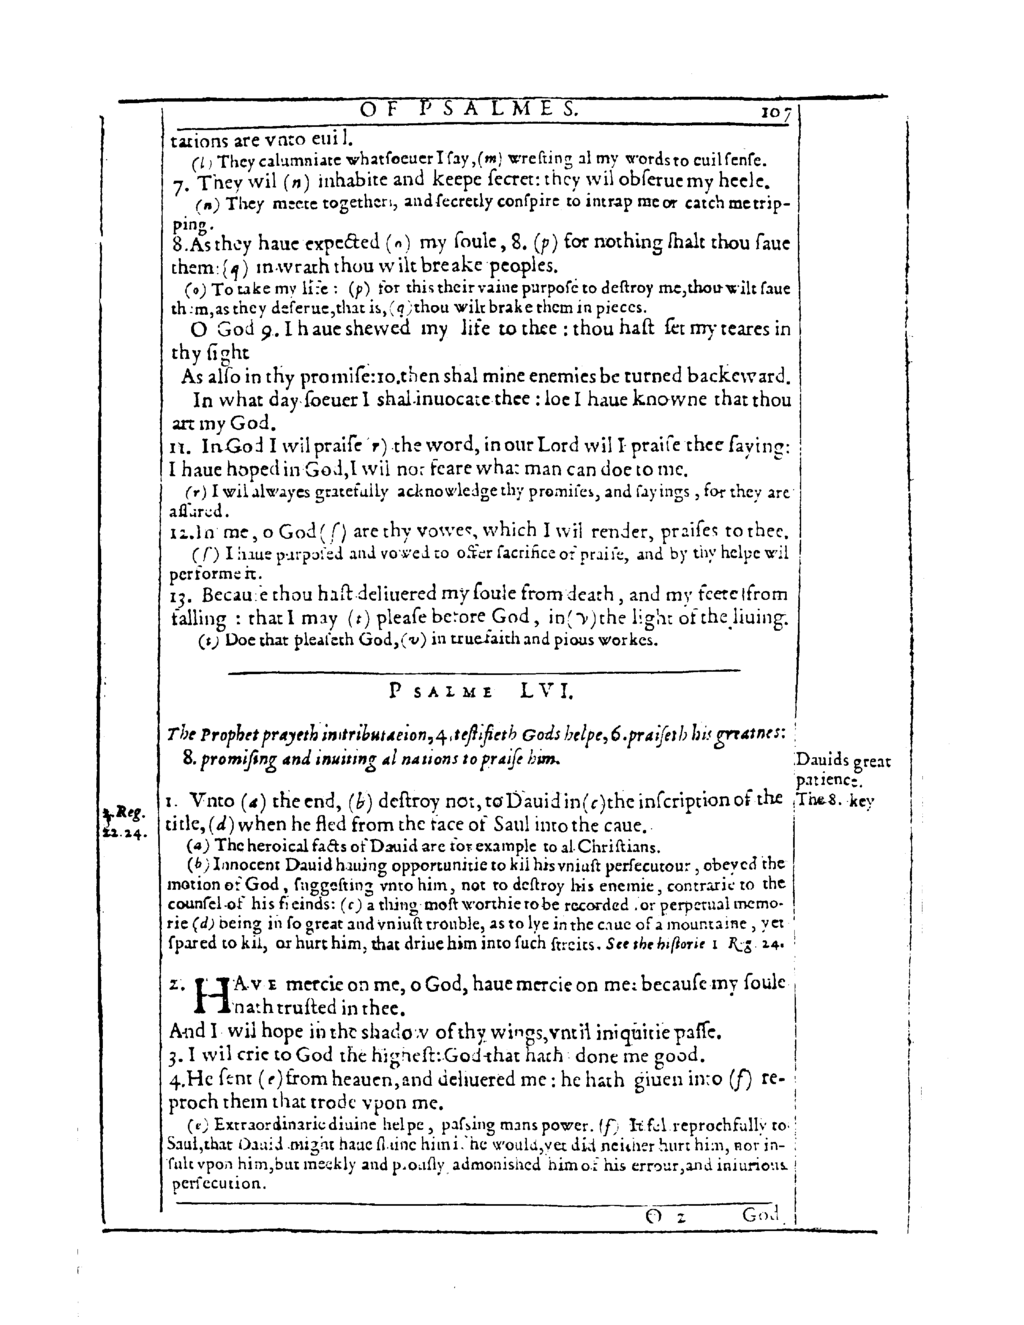 OF PSALMES. 107
tations are vnto euil.
(l) They calumniate whatsoeuer I say, (m) wresting al my words to euil sense.
7. They wil (n) inhabite and keepe secret: they wil obserue my heele.
(n) They meete together, and secretly conspire to intrap me or catch me trip-
ping.
8. As they haue expected (o) my soule, 8. (p) for nothing shalt thou saue
them: (q) in wrath thou wilt breake peoples.
(o) To take my life: (p) for this their vaine purpose to destroy me, thou wilt saue
them, as they deserue, that is, (q) thou wilt brake them in pieces.
O God 9. I haue shewed my life to thee: thou hast set my teares in
thy sight
As also in thy promise: 10. then shal mine enemies be turned backeward.
In what day soeuer I shal inuocate thee: loe I haue knowne that thou
art my God.
11. In God I wil praise (r) the word, in our Lord wil I praise thee saying:
I haue hoped in God, I wil not feare what man can doe to me.
(r) I wil alwayes gratefully acknowledge thy promises, and sayings, for they are
assured.
12. In me, o God (ſ) are thy vowes, which I wil render, praises to thee.
(ſ) I haue purposed and vowed to offer sacrifice of praise, and by thy helpe wil
performe it.
13. Because thou hast deliuered my soule from death, and my feete from
falling: that I may (t) please before God, in (v) the light of the liuing.
(t) Doe that pleaseth God, (v) in true faith and pious workes.
PSALME LVI.
The Prophet prayeth in tributaeion, 4. testifieth Gods helpe, 6. praiseth his greatnes:
8. promising and inuiting al nations to praise him.
Dauids great
patience.
The 8. key
1. Vnto (a) the end, (b) destroy not, to Dauid in (c) the inscription of the
title, (d) when he fled from the face of Saul into the caue.
Reg.
22.24.
(a) The heroical facts of Dauid are for example to al Christians.
(b) Innocent Dauid hauing opportunitie to kil his vniust persecutour, obeyed the
motion of God, suggesting vnto him, not to destroy his enemie, contrarie to the
counsel of his freinds: (c) a thing most worthie to be recorded for perpetual memo-
rie (d) being in so great and vniust trouble, as to lye in the caue of a mountaine, yet
spared to kil, or hurt him, that driue him into such streits. See the historie 1 Reg. 24.
2. HAVE mercie on me, o God, haue mercie on me: because my soule
hath trusted in thee.
And I wil hope in the shadow of thy wings, vntil iniquitie passe.
3. I wil crie to God the highest: God that hath done me good.
4. He sent (e) from heauen, and deliuered me: he hath giuen into (f) re-
proch them that trode vpon me.
(e) Extraordinarie diuine helpe, passing mans power. (f) It fel reprochfully to
Saul, that Dauid might haue slaine him if he would, yet did neither hurt him, nor in-
sult vpon him, but meekly and piously admonished him of his errour, and iniurious
persecution.
O 2 God